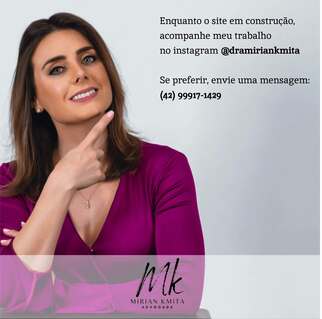 Enquanto o site em construção,
acompanhe meu trabalho
no instagram @dramiriankmita
Se preferir, envie uma mensagem:
(42) 99917-1429
Mk
MIRIAN KMITA
ADVOGADA